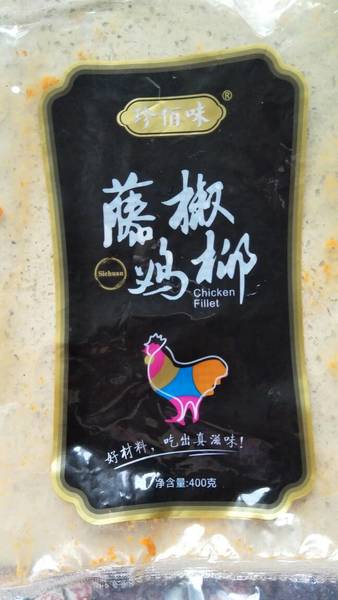 珍佰味®
藤椒
鸡柳
Sichuan
Chicken
Fillet
好材料，吃出真滋味！
净含量:400克